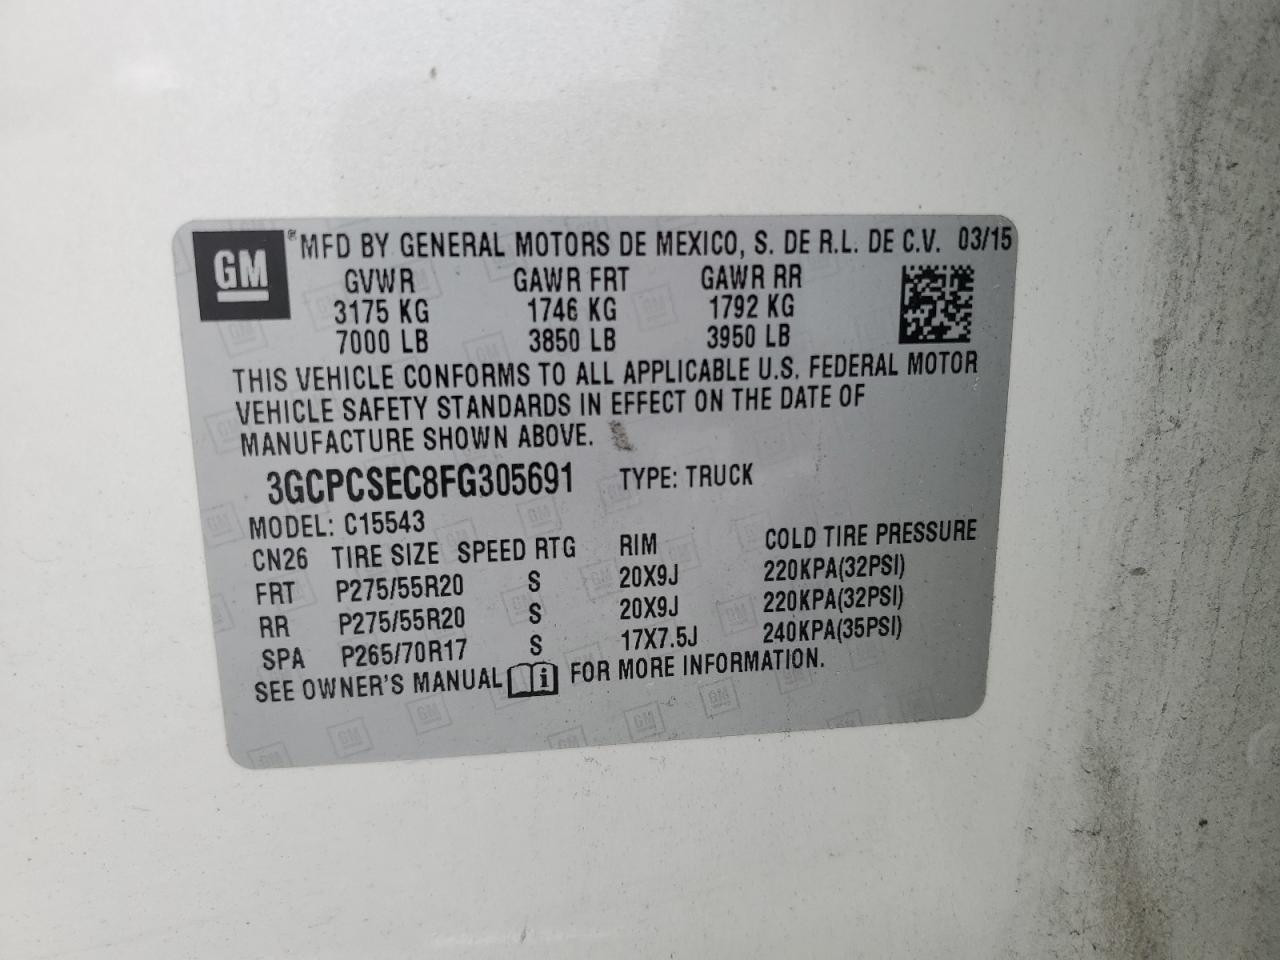 GM ® MFD BY GENERAL MOTORS DE MEXICO, S. DE R.L. DE C.V. 03/15
GVWR GAWR FRT GAWR RR
3175 KG 1746 KG 1792 KG
7000 LB 3850 LB 3950 LB
THIS VEHICLE CONFORMS TO ALL APPLICABLE U.S. FEDERAL MOTOR
VEHICLE SAFETY STANDARDS IN EFFECT ON THE DATE OF
MANUFACTURE SHOWN ABOVE.
3GCPCSEC8FG305691 TYPE: TRUCK
MODEL: C15543
CN26 TIRE SIZE SPEED RTG RIM COLD TIRE PRESSURE
FRT P275/55R20 S 20X9J 220KPA(32PSI)
RR P275/55R20 S 20X9J 220KPA(32PSI)
SPA P265/70R17 S 17X7.5J 240KPA(35PSI)
SEE OWNER'S MANUAL i FOR MORE INFORMATION.